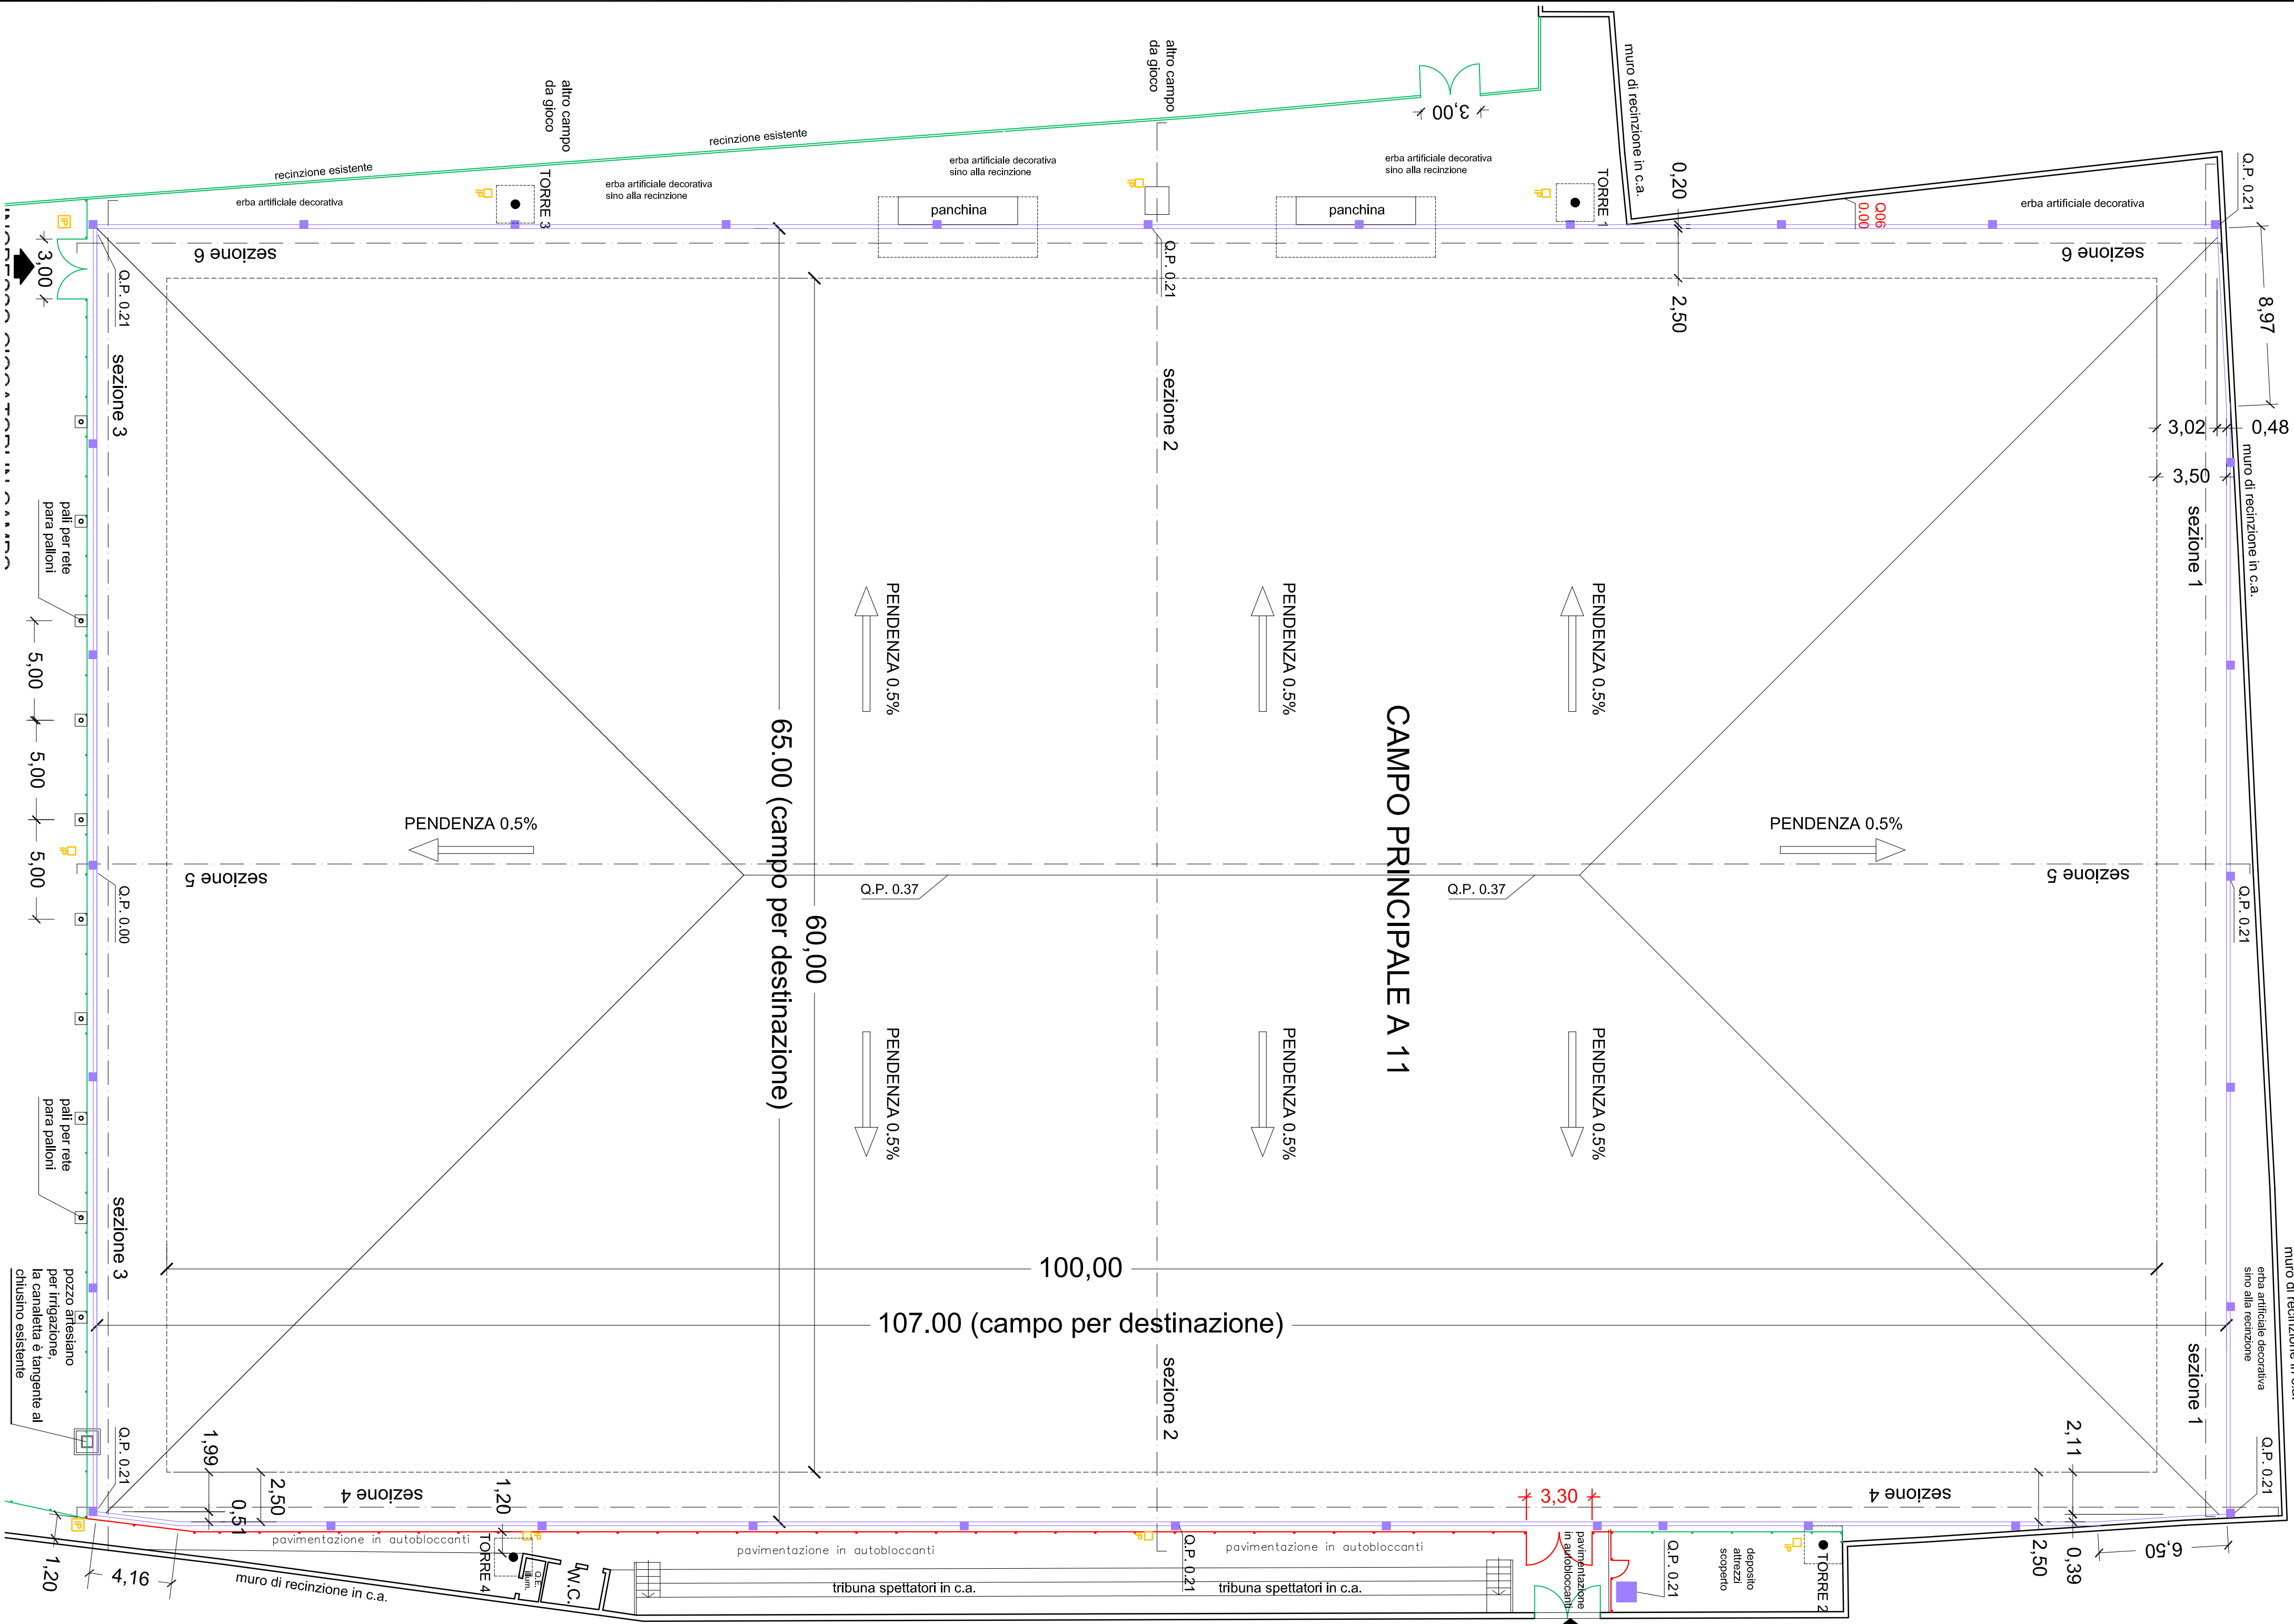 altro campo
da gioco
altro campo
da gioco
muro di recinzione in c.a.
3,00
recinzione esistente
recinzione esistente
erba artificiale decorativa
erba artificiale decorativa
sino alla recinzione
erba artificiale decorativa
sino alla recinzione
erba artificiale decorativa
sino alla recinzione
erba artificiale decorativa
TORRE 3
panchina
panchina
TORRE 1
0,20
Q06
0.00
Q.P. 0.21
IP
3,00
Q.P. 0.21
sezione 6
Q.P. 0.21
sezione 6
2,50
8,97
3,02
0,48
3,50
muro di recinzione in c.a.
sezione 3
sezione 2
sezione 1
pali per rete
para palloni
5,00
5,00
5,00
PENDENZA 0.5%
PENDENZA 0.5%
PENDENZA 0.5%
65.00 (campo per destinazione)
60,00
CAMPO PRINCIPALE A 11
PENDENZA 0.5%
PENDENZA 0.5%
sezione 5
sezione 5
Q.P. 0.00
Q.P. 0.37
Q.P. 0.37
Q.P. 0.21
PENDENZA 0.5%
PENDENZA 0.5%
PENDENZA 0.5%
pali per rete
para palloni
sezione 3
100,00
107.00 (campo per destinazione)
sezione 2
sezione 1
erba artificiale decorativa
sino alla recinzione
pozzo artesiano
per irrigazione,
la canaletta è tangente al
chiusino esistente
Q.P. 0.21
1,99
0,51
2,50
sezione 4
1,20
3,30
sezione 4
2,11
2,50
0,39
6,50
Q.P. 0.21
IP
1,20
4,16
pavimentazione in autobloccanti
muro di recinzione in c.a.
TORRE 4
Q.E.
illum.
W.C.
pavimentazione in autobloccanti
tribuna spettatori in c.a.
Q.P. 0.21
pavimentazione in autobloccanti
tribuna spettatori in c.a.
pavimentazione
in autobloccanti
Q.P. 0.21
deposito
attrezzi
scoperto
TORRE 2